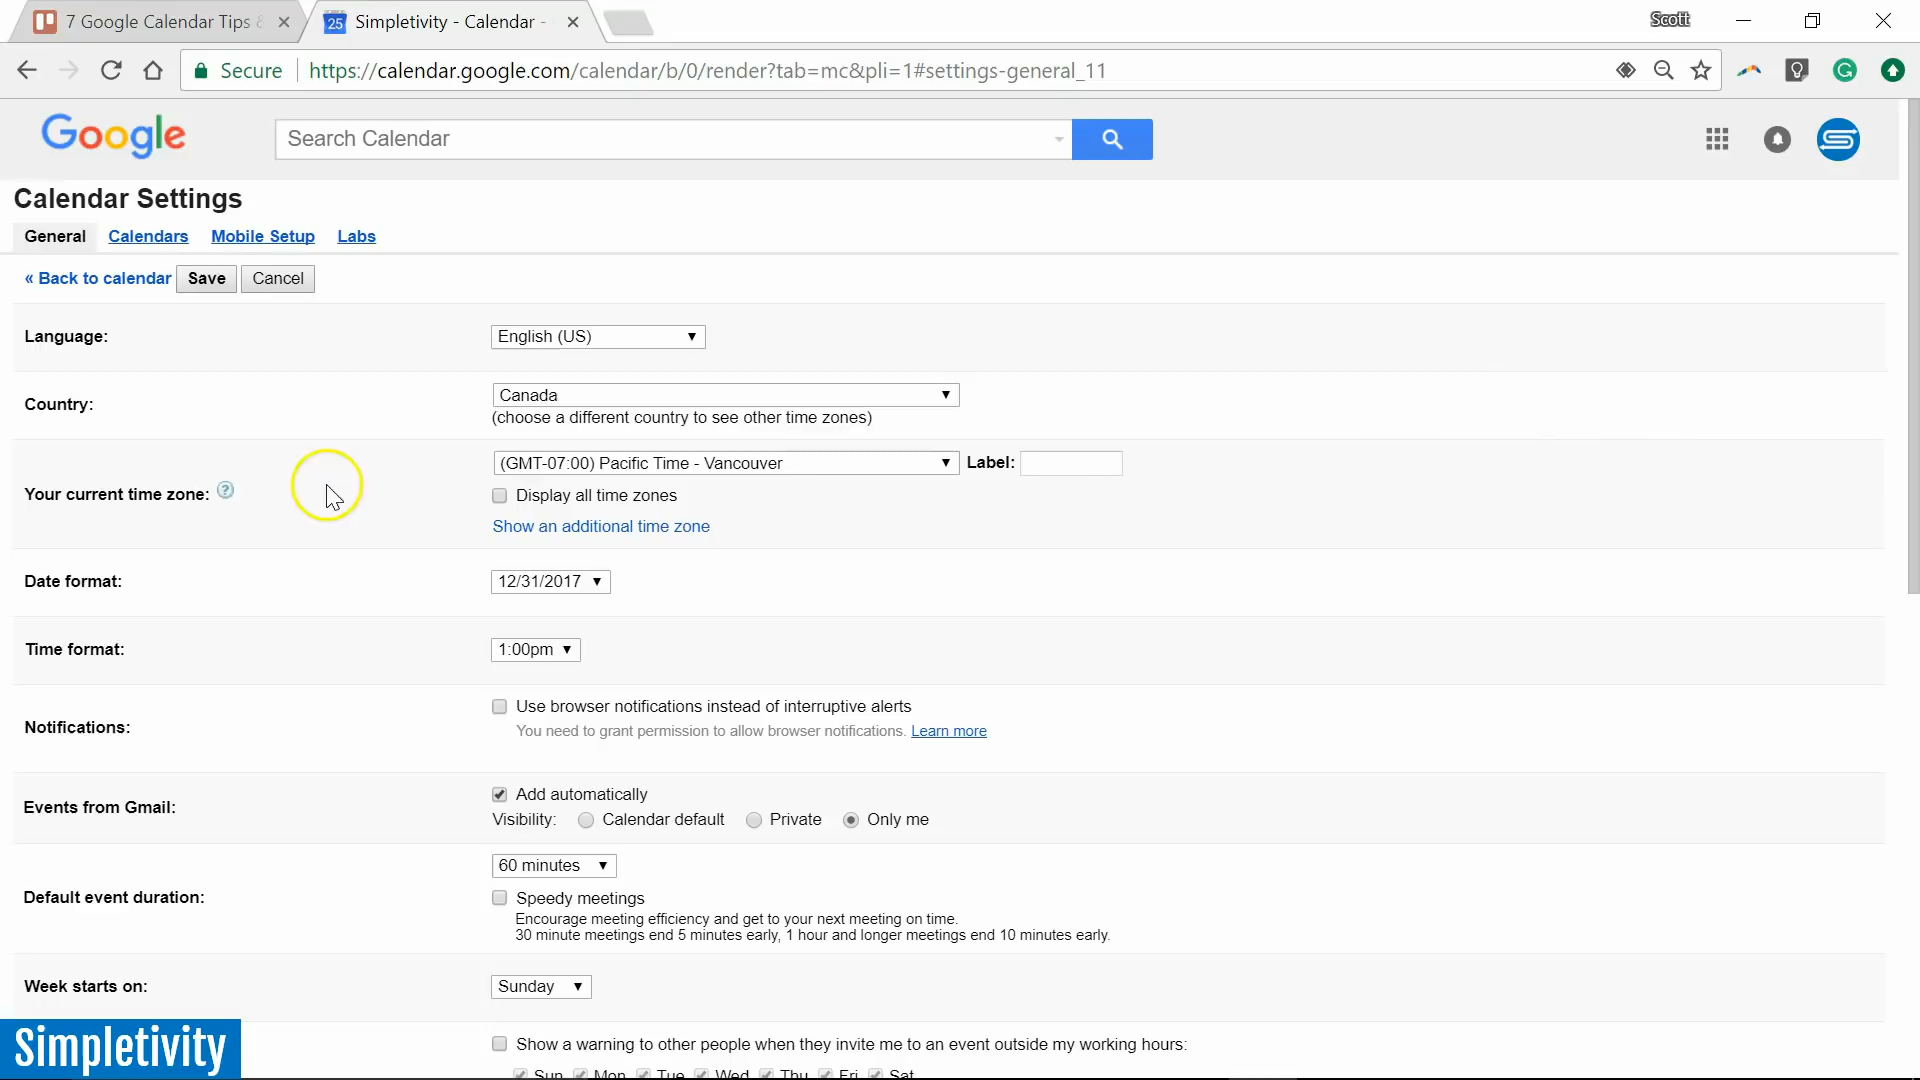 7 Google Calendar Tips &
Simpletivity - Calendar -
Scott
Secure
https://calendar.google.com/calendar/b/0/render?tab=mc&pli=1#settings-general_11
Google
Search Calendar
Calendar Settings
General Calendars Mobile Setup Labs
« Back to calendar Save Cancel
Language: English (US)
Country: Canada
(choose a different country to see other time zones)
Your current time zone: (GMT-07:00) Pacific Time - Vancouver Label:
Display all time zones
Show an additional time zone
Date format: 12/31/2017
Time format: 1:00pm
Notifications: Use browser notifications instead of interruptive alerts
You need to grant permission to allow browser notifications. Learn more
Events from Gmail: Add automatically
Visibility: Calendar default Private Only me
Default event duration: 60 minutes
Speedy meetings
Encourage meeting efficiency and get to your next meeting on time.
30 minute meetings end 5 minutes early, 1 hour and longer meetings end 10 minutes early.
Week starts on: Sunday
Show a warning to other people when they invite me to an event outside my working hours:
Sun Mon Tue Wed Thu Fri Sat
Simpletivity
25